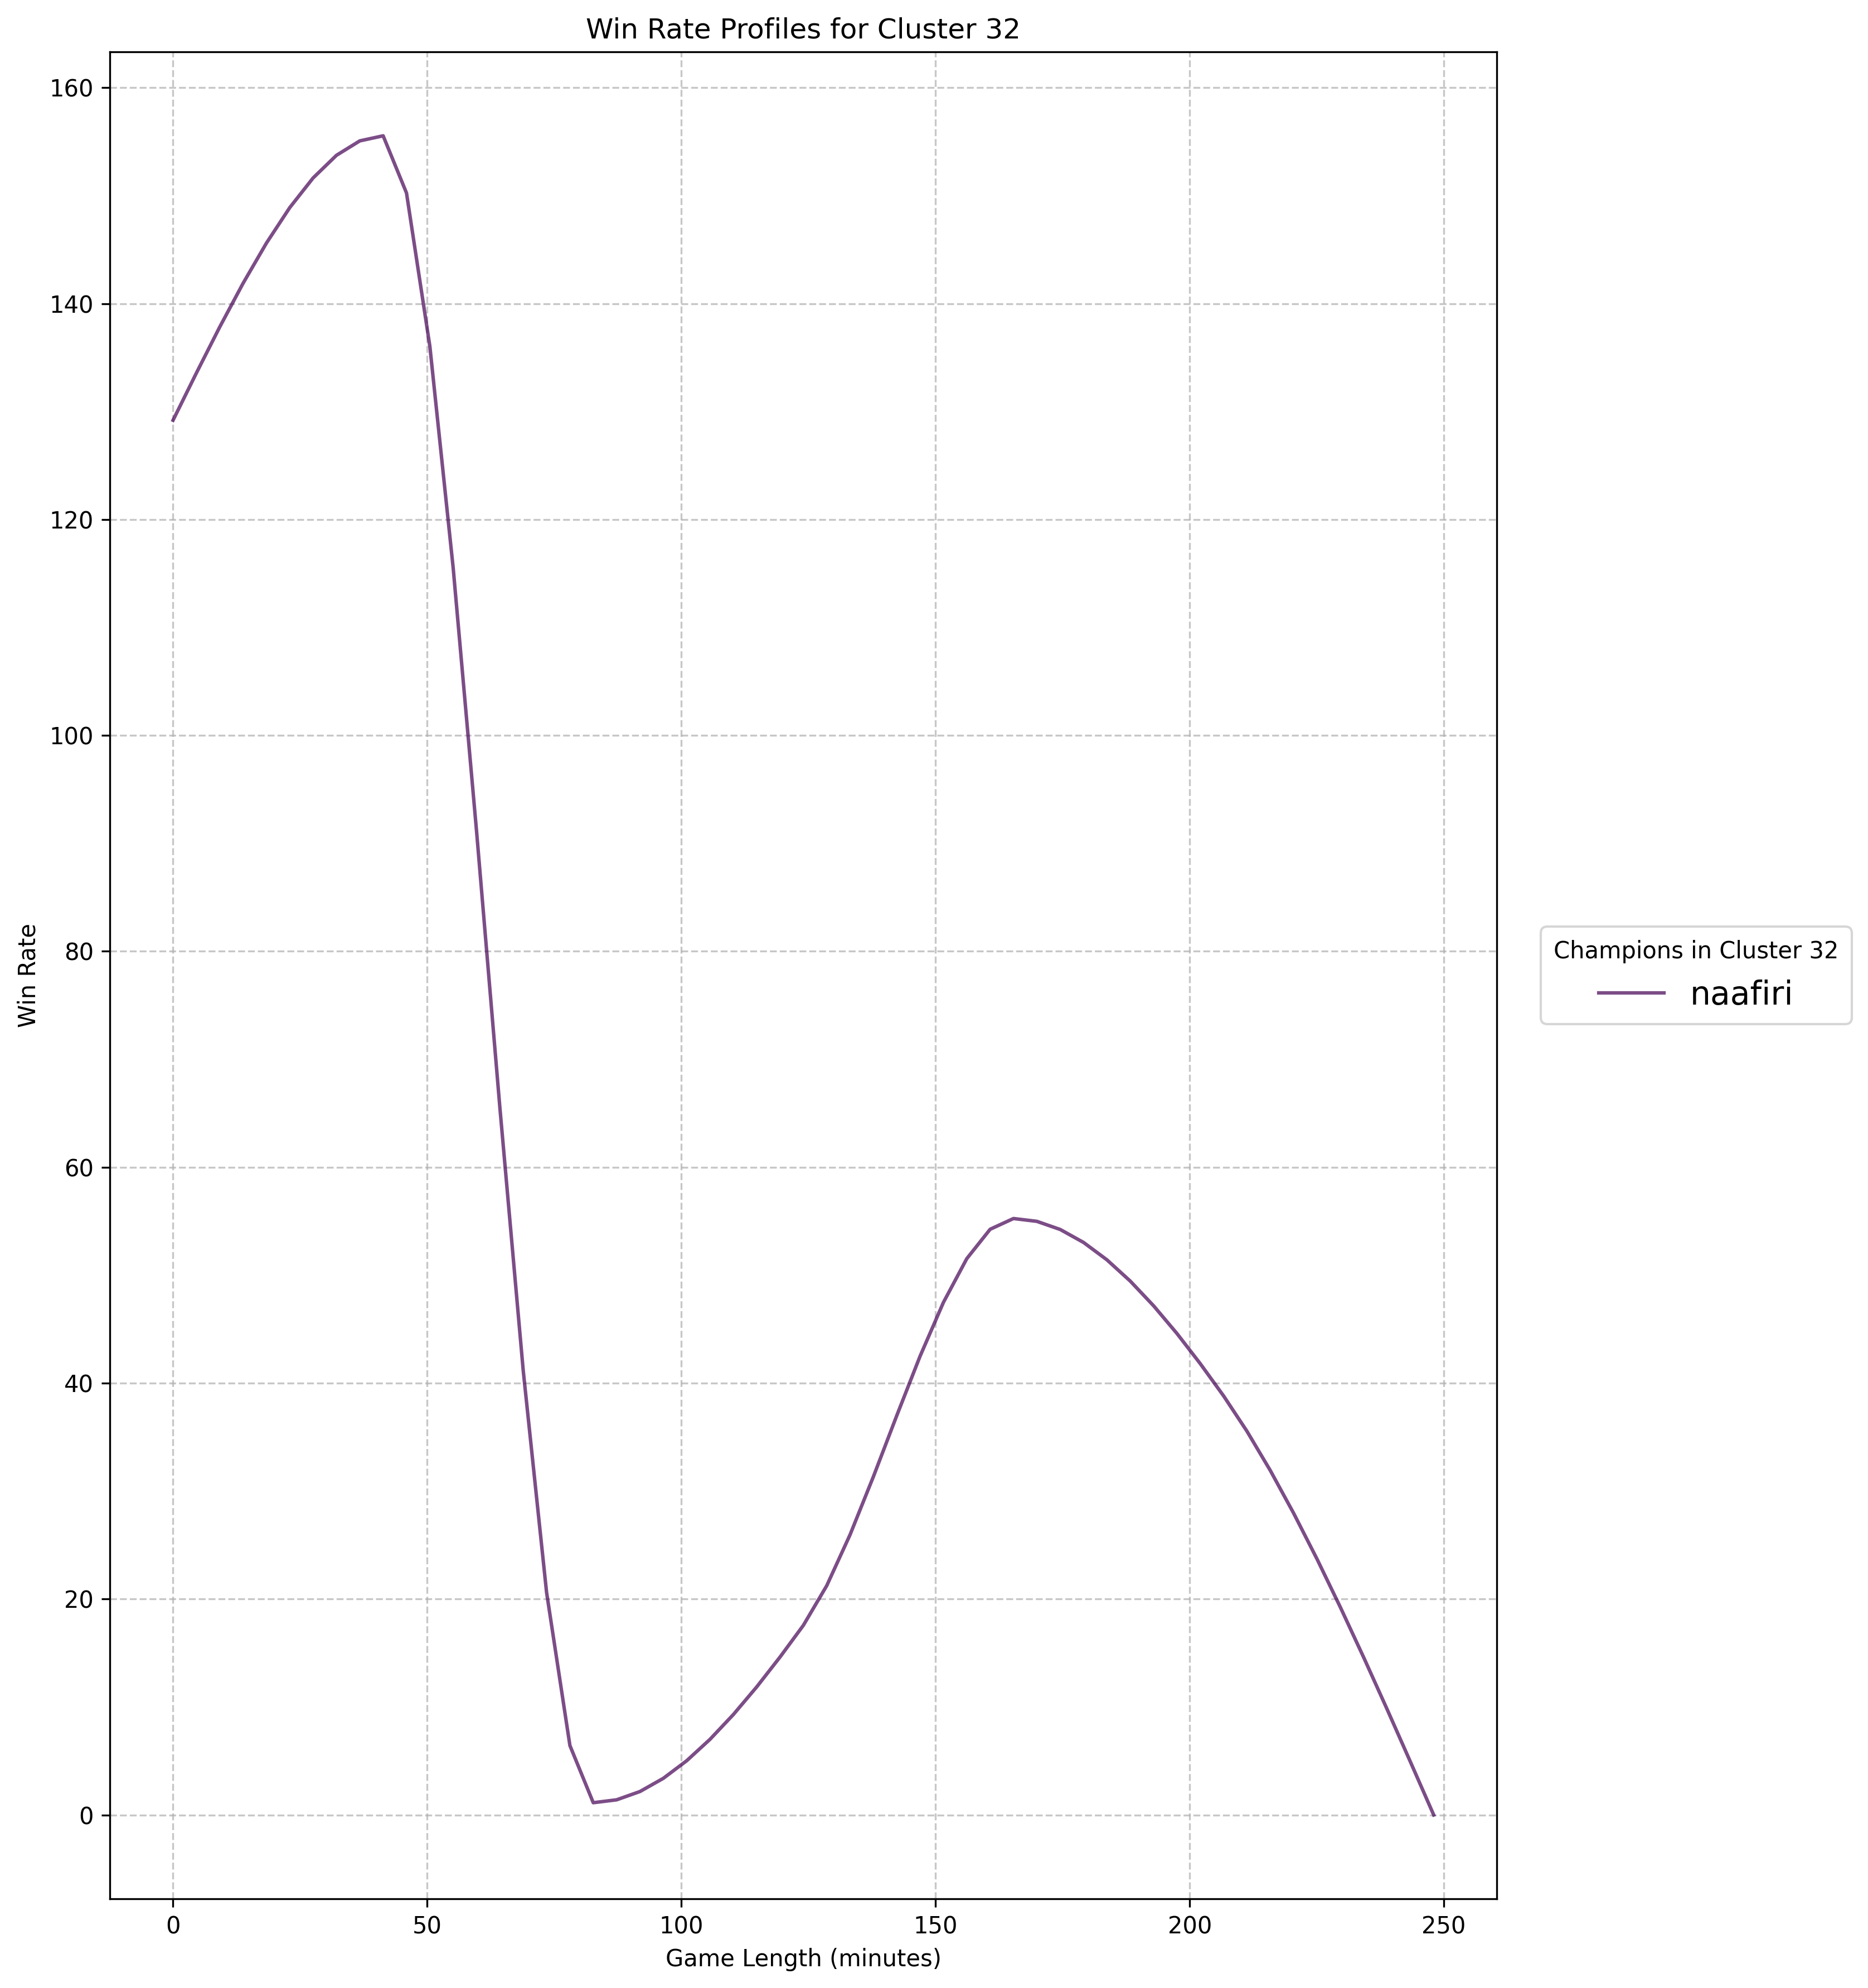 Win Rate Profiles for Cluster 32
160
140
120
100
80
60
40
20
0
Win Rate
0 50 100 150 200 250
Game Length (minutes)
Champions in Cluster 32
naafiri